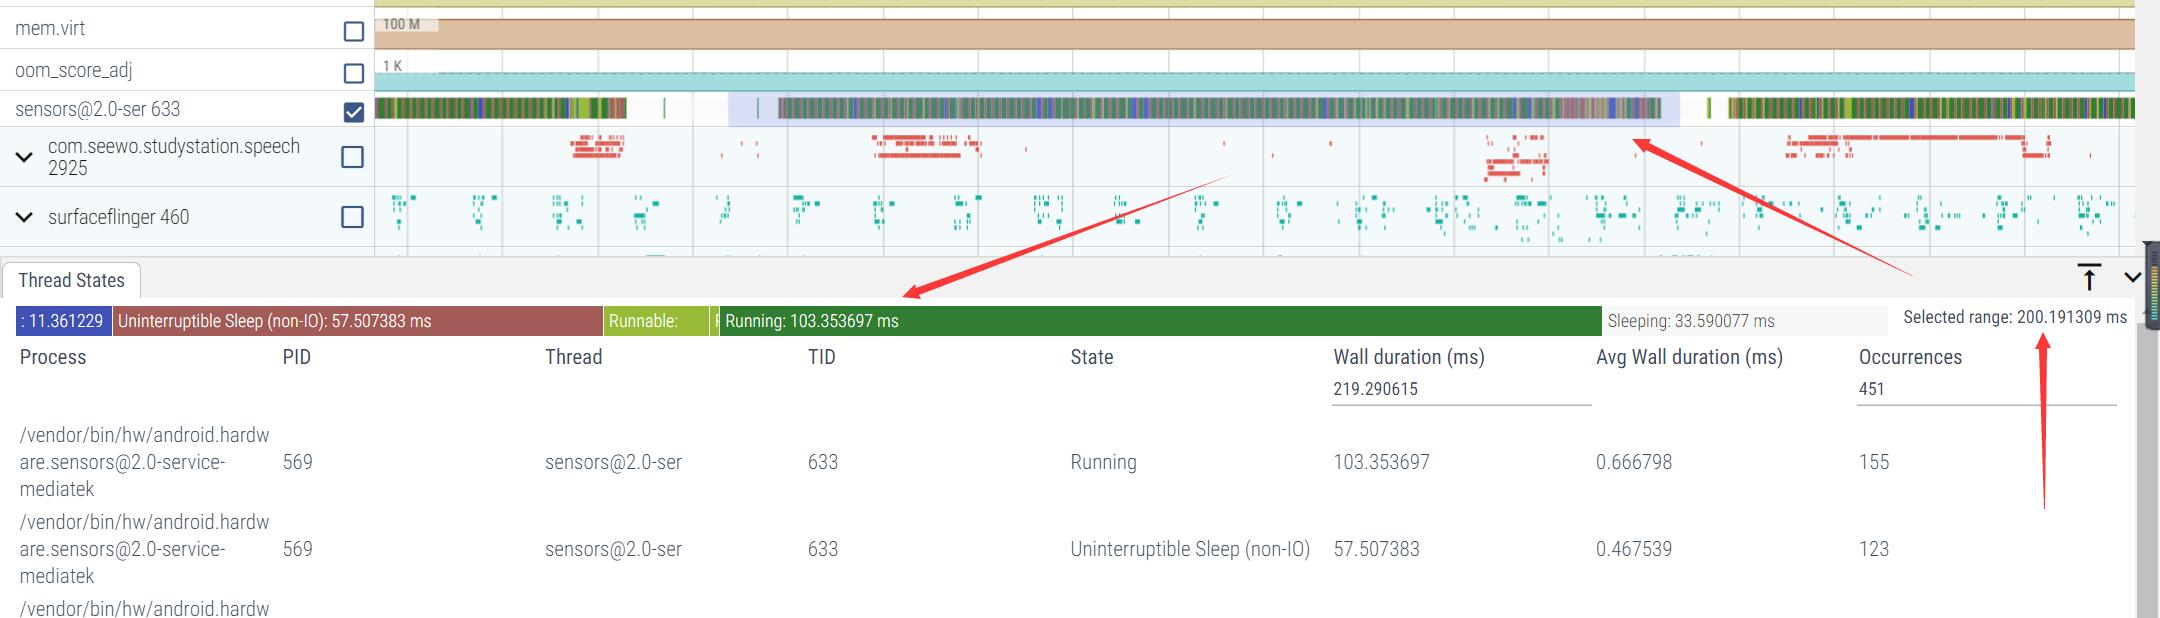 mem.virt
100 M
oom_score_adj
1 K
sensors@2.0-ser 633
com.seewo.studystation.speech
2925
surfaceflinger 460
Thread States
: 11.361229
Uninterruptible Sleep (non-IO): 57.507383 ms
Runnable:
Running: 103.353697 ms
Sleeping: 33.590077 ms
Selected range: 200.191309 ms
Process PID Thread TID State Wall duration (ms) Avg Wall duration (ms) Occurrences
219.290615 451
/vendor/bin/hw/android.hardw
are.sensors@2.0-service- 569 sensors@2.0-ser 633 Running 103.353697 0.666798 155
mediatek
/vendor/bin/hw/android.hardw
are.sensors@2.0-service- 569 sensors@2.0-ser 633 Uninterruptible Sleep (non-IO) 57.507383 0.467539 123
mediatek
/vendor/bin/hw/android.hardw